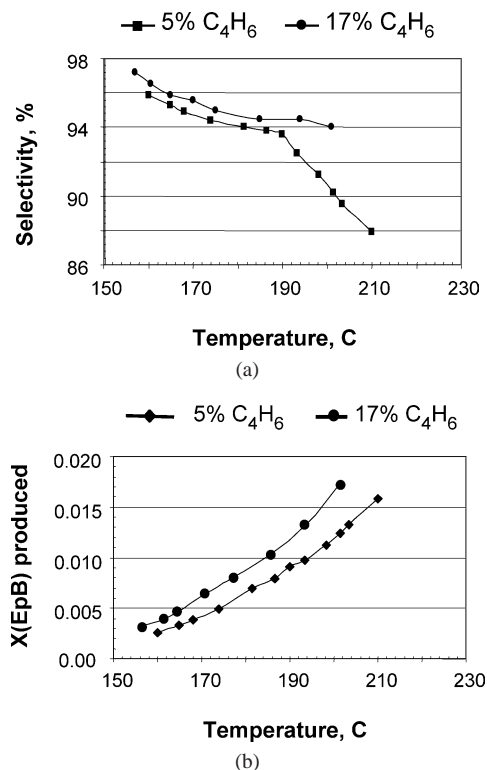 5% C₄H₆ 17% C₄H₆
98
94
90
86
150 170 190 210 230
Selectivity, %
Temperature, C
(a)
5% C₄H₆ 17% C₄H₆
0.020
0.015
0.010
0.005
0.00
150 170 190 210 230
X(EpB) produced
Temperature, C
(b)